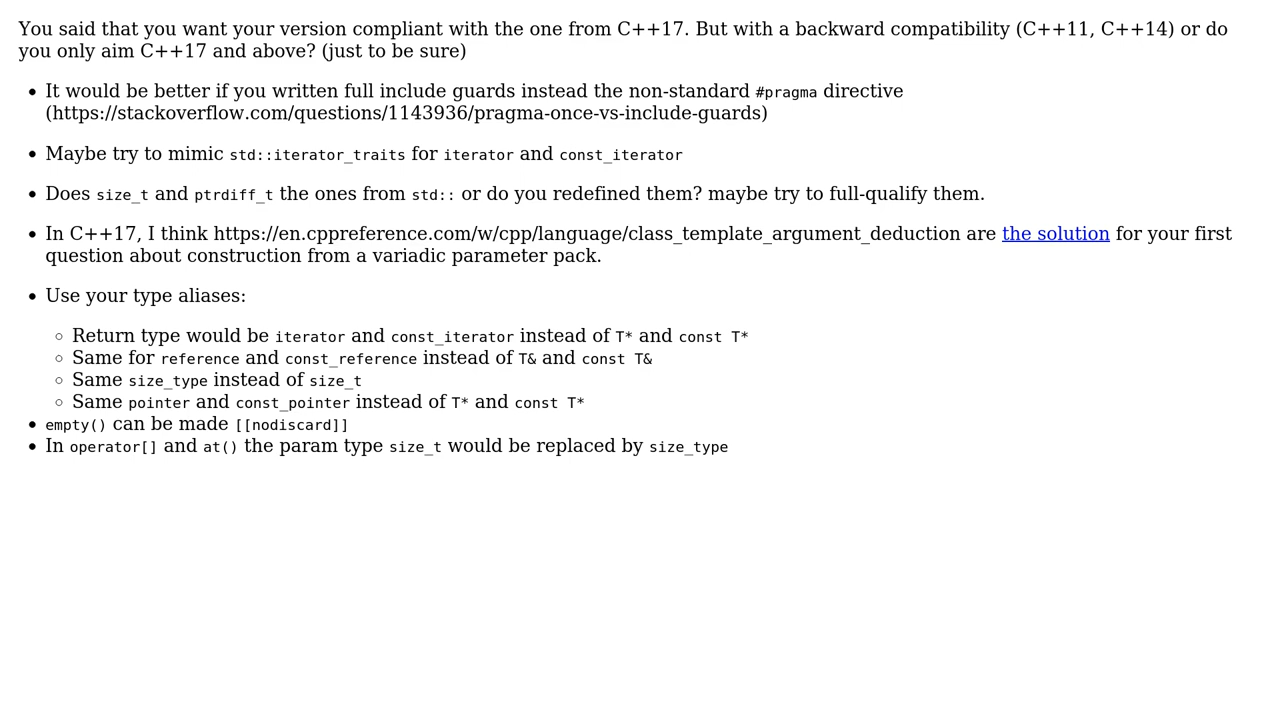 You said that you want your version compliant with the one from C++17. But with a backward compatibility (C++11, C++14) or do
you only aim C++17 and above? (just to be sure)
• It would be better if you written full include guards instead the non-standard #pragma directive
(https://stackoverflow.com/questions/1143936/pragma-once-vs-include-guards)
• Maybe try to mimic std::iterator_traits for iterator and const_iterator
• Does size_t and ptrdiff_t the ones from std:: or do you redefined them? maybe try to full-qualify them.
• In C++17, I think https://en.cppreference.com/w/cpp/language/class_template_argument_deduction are the solution for your first
question about construction from a variadic parameter pack.
• Use your type aliases:
◦ Return type would be iterator and const_iterator instead of T* and const T*
◦ Same for reference and const_reference instead of T& and const T&
◦ Same size_type instead of size_t
◦ Same pointer and const_pointer instead of T* and const T*
• empty() can be made [[nodiscard]]
• In operator[] and at() the param type size_t would be replaced by size_type